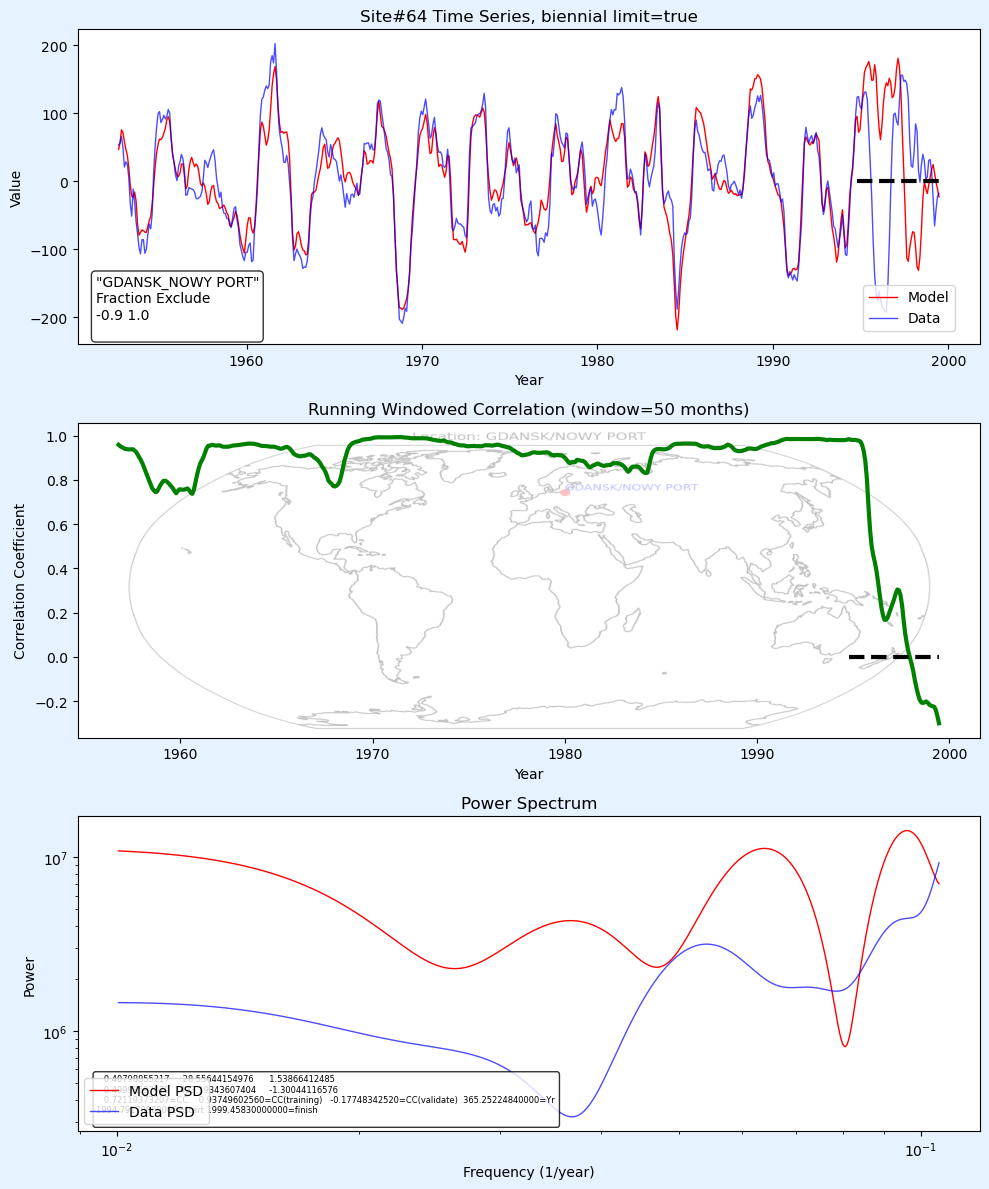 Site#64 Time Series, biennial limit=true
200
100
0
−100
−200
Value
"GDANSK_NOWY PORT"
Fraction Exclude
-0.9 1.0
Model
Data
1960
1970
1980
1990
2000
Year
Running Windowed Correlation (window=50 months)
Location: GDANSK/NOWY PORT
GDANSK/NOWY PORT
1.0
0.8
0.6
0.4
0.2
0.0
−0.2
Correlation Coefficient
1960
1970
1980
1990
2000
Year
Power Spectrum
10^7
10^6
Power
28.55644154976 1.53866412485
-1.30044116576
0.93749602560=CC(training) -0.17748342520=CC(validate) 365.25224840000=Yr
1999.45830000000=finish
Model PSD
Data PSD
10^−2
10^−1
Frequency (1/year)